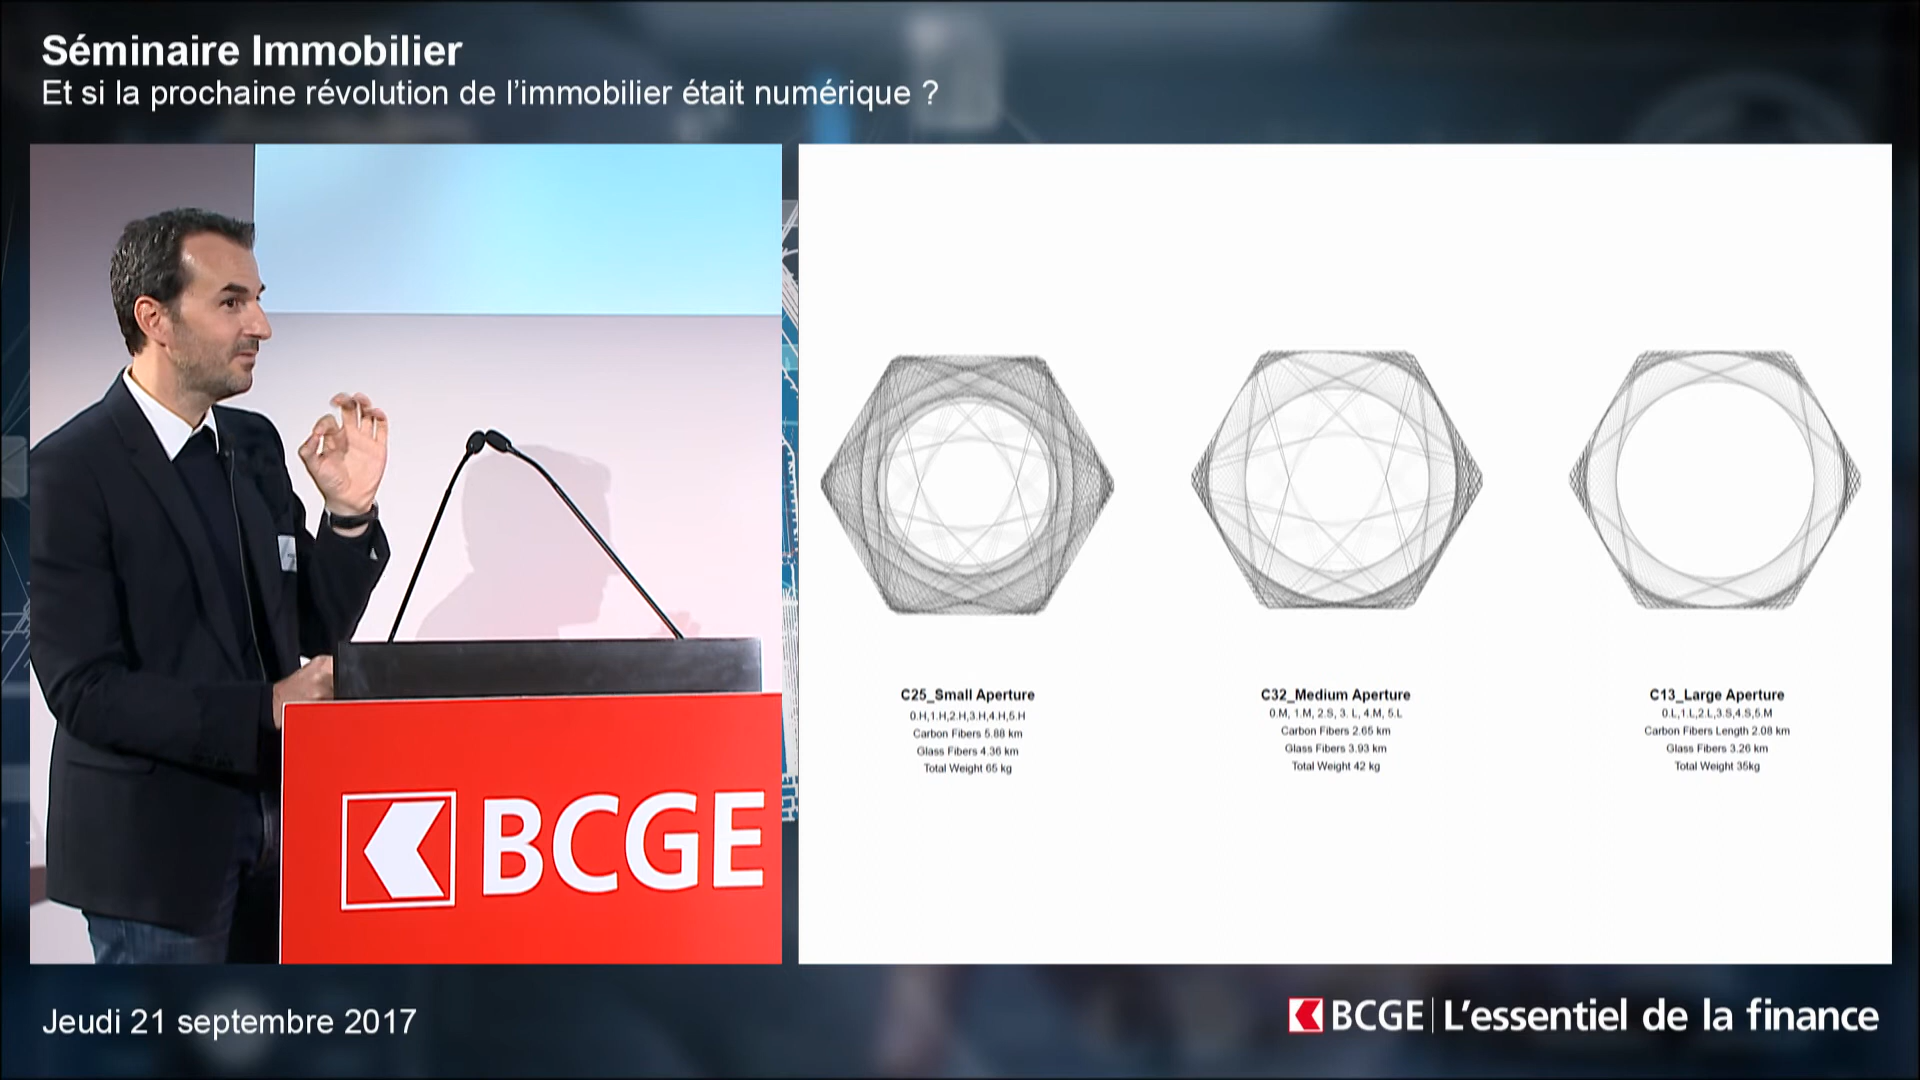 Séminaire Immobilier
Et si la prochaine révolution de l’immobilier était numérique ?
BCGE
C25_Small Aperture
0.H,1.H,2.H,3.H,4.H,5.H
Carbon Fibers 5.88 km
Glass Fibers 4.36 km
Total Weight 65 kg
C32_Medium Aperture
0.M, 1.M, 2.S, 3. L, 4.M, 5.L
Carbon Fibers 2.65 km
Glass Fibers 3.93 km
Total Weight 42 kg
C13_Large Aperture
0.L,1.L,2.L,3.S,4.S,5.M
Carbon Fibers Length 2.08 km
Glass Fibers 3.26 km
Total Weight 35kg
Jeudi 21 septembre 2017
BCGE L’essentiel de la finance